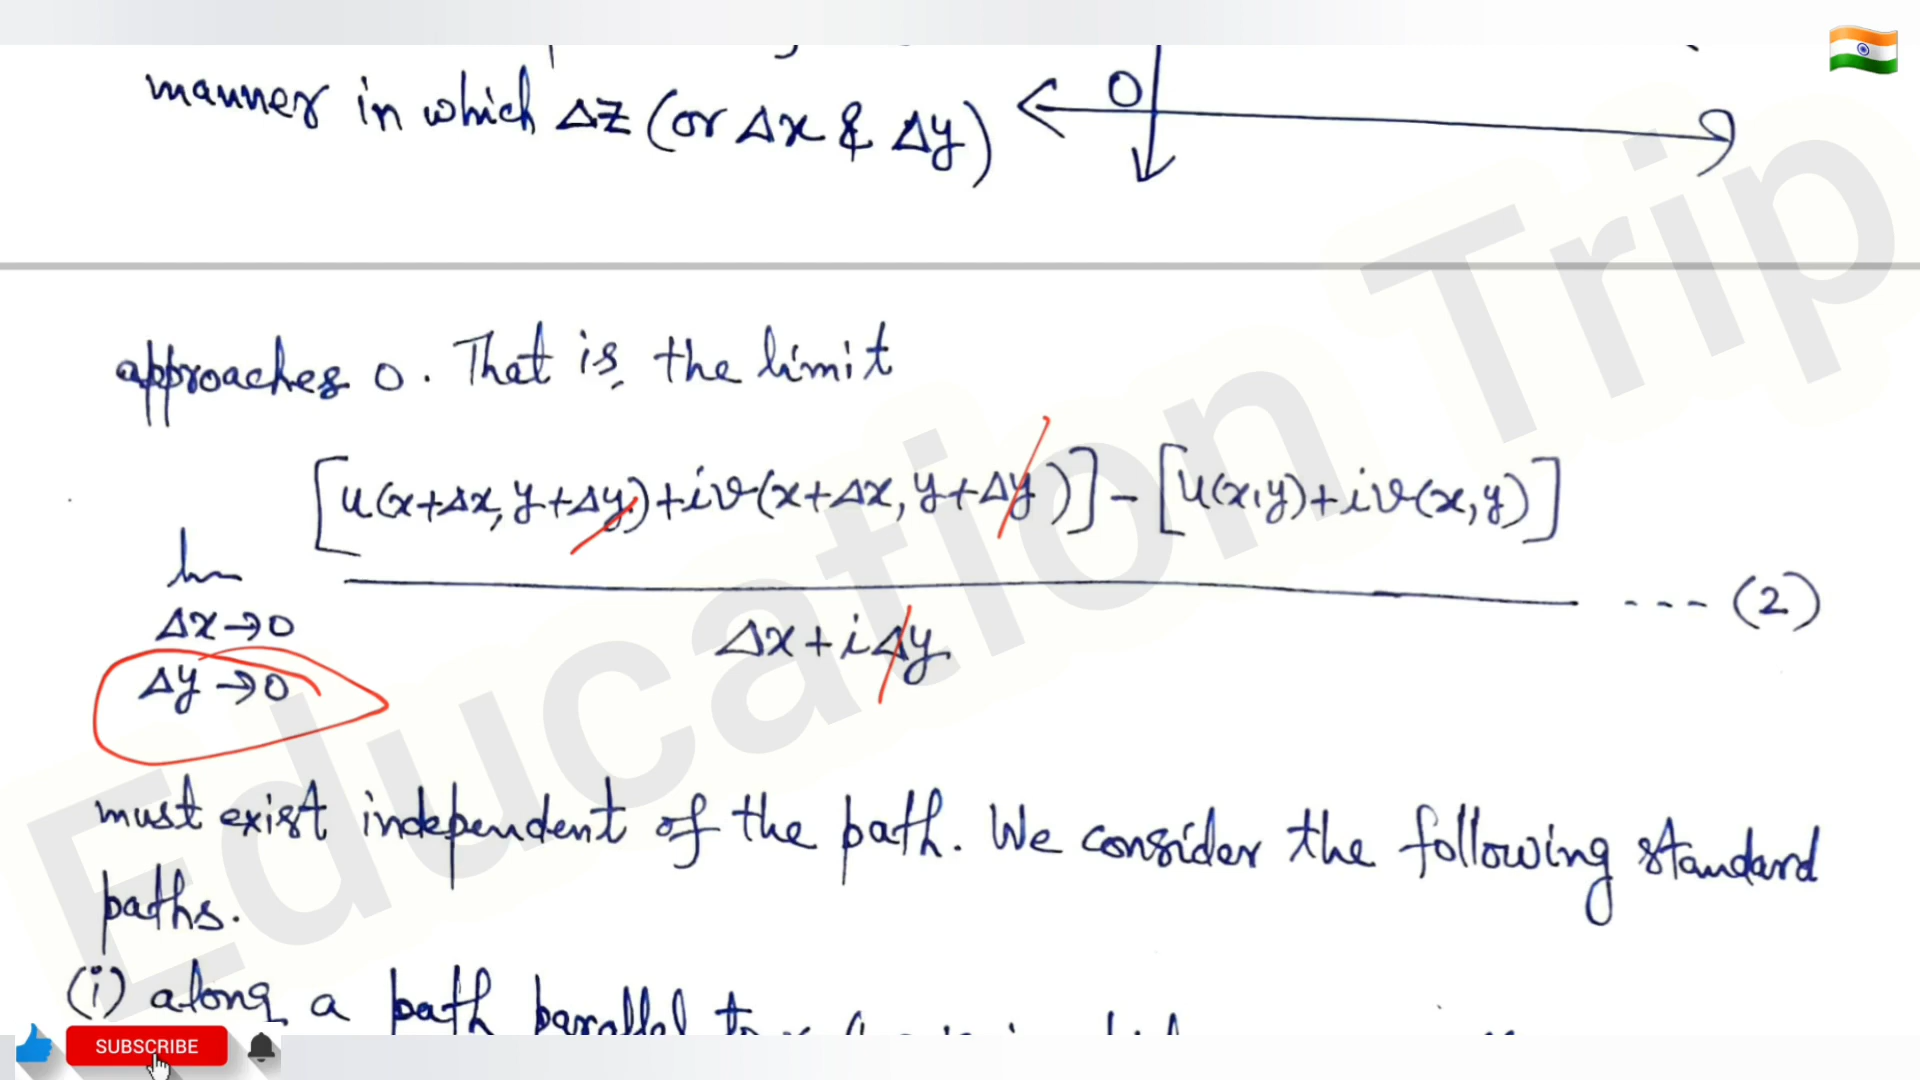 manner in which Δz (or Δx & Δy)
O
approaches 0. That is, the limit
[u(x+Δx, y+Δy)+iv(x+Δx, y+Δy)] - [u(x,y)+iv(x,y)]
lim
Δx→0
Δy→0
Δx+iΔy
---- (2)
must exist independent of the path. We consider the following standard
paths.
(i) along a path parallel to
SUBSCRIBE
Education Trip